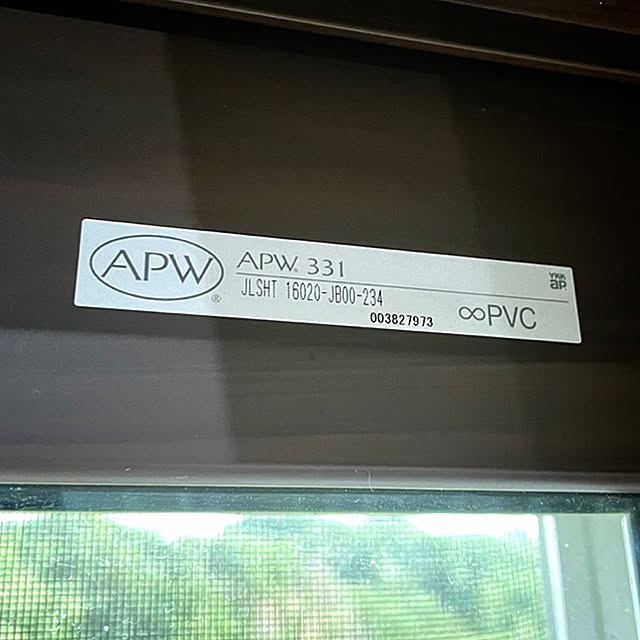 APW®
APW® 331
YKK
aP
JLSHT 16020-JB00-234
003827973
∞PVC